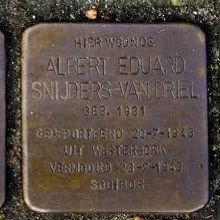 HIER WOONDE
ALBERT EDUARD
SNIJDERS-VAN DRIEL
GEB. 1931
GEDEPORTEERD 20-7-1943
UIT WESTERBORK
VERMOORD 23-7-1943
SOBIBOR